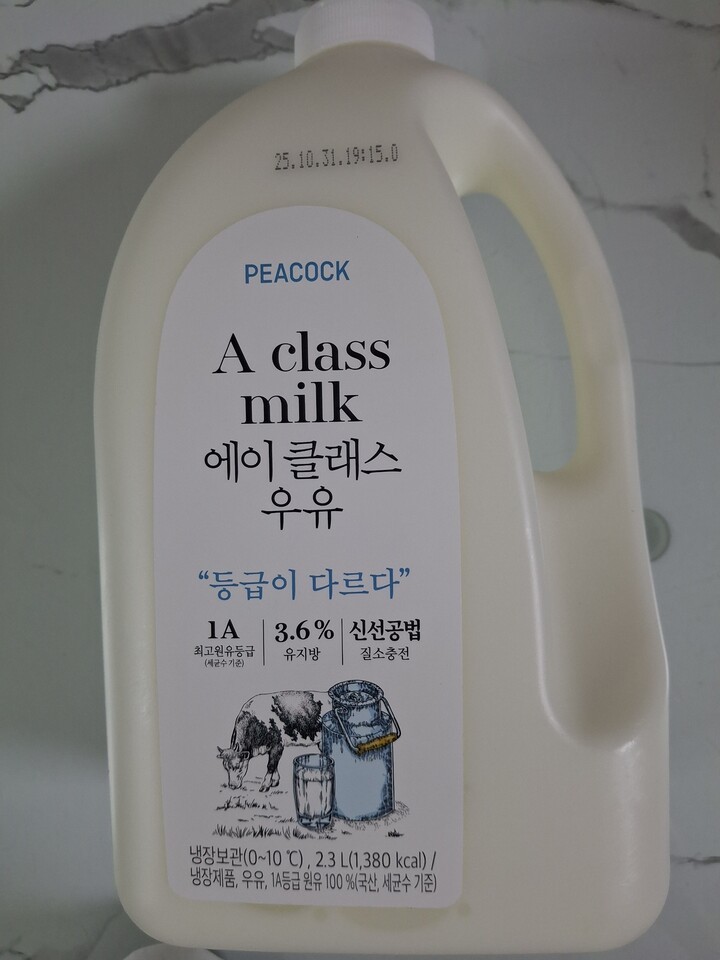 25.10.31.19:15.0
PEACOCK
A class
milk
에이 클래스
우유
“등급이 다르다”
1A 3.6% 신선공법
최고원유등급 유지방 질소충전
(세균수기준)
냉장보관(0~10 ℃) , 2.3 L(1,380 kcal) /
냉장제품, 우유, 1A등급 원유 100 %(국산, 세균수 기준)